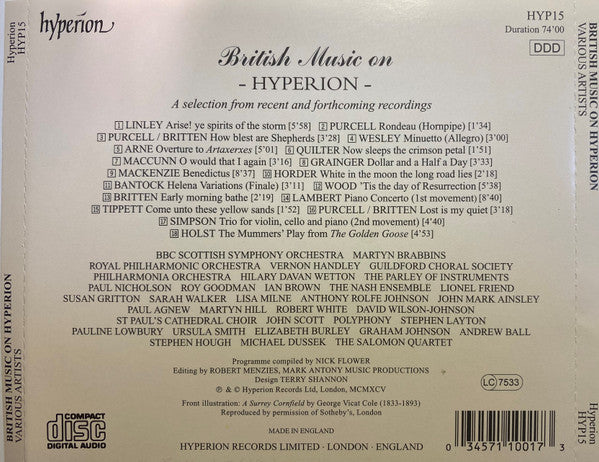 hyperion
HYP15
Duration 74'00
DDD
British Music on
- HYPERION -
A selection from recent and forthcoming recordings
1 LINLEY Arise! ye spirits of the storm [5'58] 2 PURCELL Rondeau (Hornpipe) [1'34]
3 PURCELL / BRITTEN How blest are Shepherds [3'28] 4 WESLEY Minuetto (Allegro) [3'00]
5 ARNE Overture to Artaxerxes [5'01] 6 QUILTER Now sleeps the crimson petal [1'51]
7 MACCUNN O would that I again [3'16] 8 GRAINGER Dollar and a Half a Day [3'33]
9 MACKENZIE Benedictus [8'37] 10 HORDER White in the moon the long road lies [2'18]
11 BANTOCK Helena Variations (Finale) [3'11] 12 WOOD 'Tis the day of Resurrection [5'38]
13 BRITTEN Early morning bathe [2'19] 14 LAMBERT Piano Concerto (1st movement) [8'40]
15 TIPPETT Come unto these yellow sands [1'52] 16 PURCELL / BRITTEN Lost is my quiet [3'18]
17 SIMPSON Trio for violin, cello and piano (2nd movement) [4'40]
18 HOLST The Mummers' Play from The Golden Goose [4'53]
BBC SCOTTISH SYMPHONY ORCHESTRA MARTYN BRABBINS
ROYAL PHILHARMONIC ORCHESTRA VERNON HANDLEY GUILDFORD CHORAL SOCIETY
PHILHARMONIA ORCHESTRA HILARY DAVAN WETTON THE PARLEY OF INSTRUMENTS
PAUL NICHOLSON ROY GOODMAN IAN BROWN THE NASH ENSEMBLE LIONEL FRIEND
SUSAN GRITTON SARAH WALKER LISA MILNE ANTHONY ROLFE JOHNSON JOHN MARK AINSLEY
PAUL AGNEW MARTYN HILL ROBERT WHITE DAVID WILSON-JOHNSON
ST PAUL'S CATHEDRAL CHOIR JOHN SCOTT POLYPHONY STEPHEN LAYTON
PAULINE LOWBURY URSULA SMITH ELIZABETH BURLEY GRAHAM JOHNSON ANDREW BALL
STEPHEN HOUGH MICHAEL DUSSEK THE SALOMON QUARTET
Programme compiled by NICK FLOWER
Editing by ROBERT MENZIES, MARK ANTONY MUSIC PRODUCTIONS
Design TERRY SHANNON
℗ & © Hyperion Records Ltd, London, MCMXCV
LC 7533
Front illustration: A Surrey Cornfield by George Vicat Cole (1833-1893)
Reproduced by permission of Sotheby's, London
MADE IN ENGLAND
HYPERION RECORDS LIMITED · LONDON · ENGLAND
COMPACT
disc
DIGITAL AUDIO
0 34571 10017 3
Hyperion
HYP15
BRITISH MUSIC ON HYPERION
VARIOUS ARTISTS
BRITISH MUSIC ON HYPERION
VARIOUS ARTISTS
Hyperion
HYP15